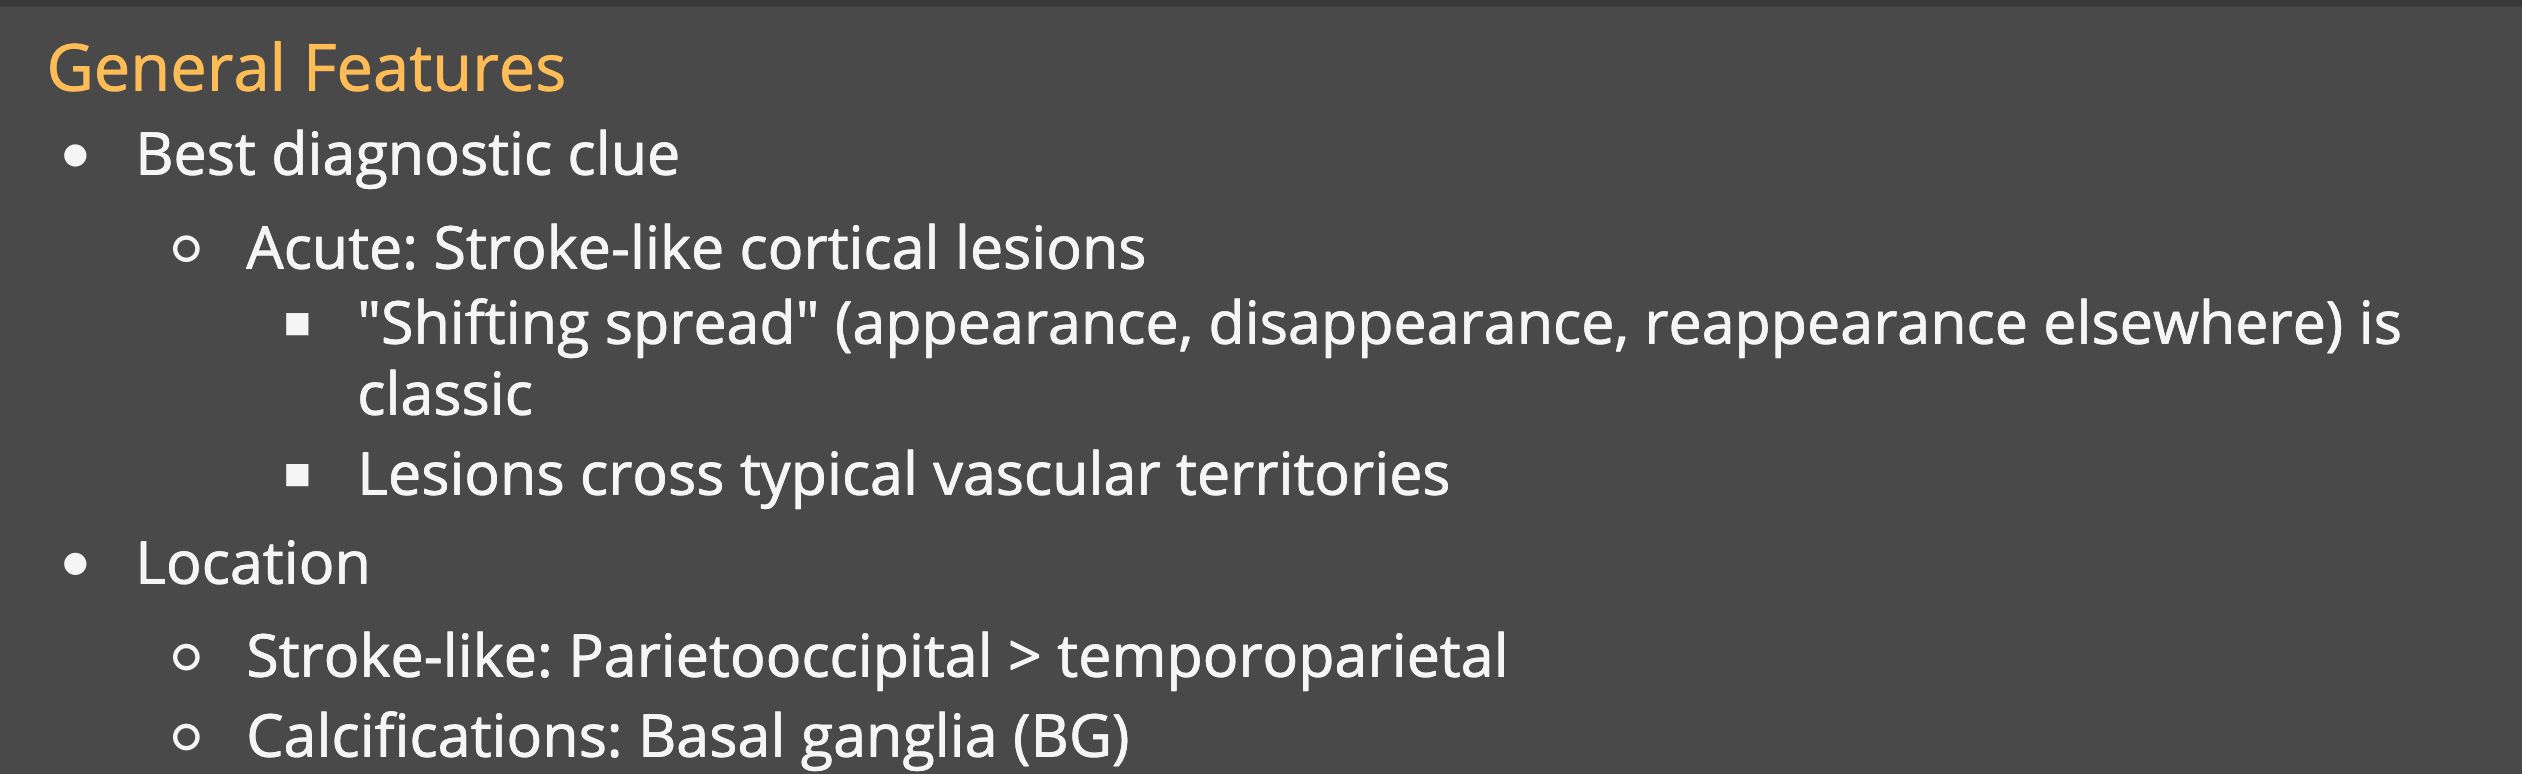 General Features
• Best diagnostic clue
○ Acute: Stroke-like cortical lesions
▪ "Shifting spread" (appearance, disappearance, reappearance elsewhere) is
classic
▪ Lesions cross typical vascular territories
• Location
○ Stroke-like: Parietooccipital > temporoparietal
○ Calcifications: Basal ganglia (BG)